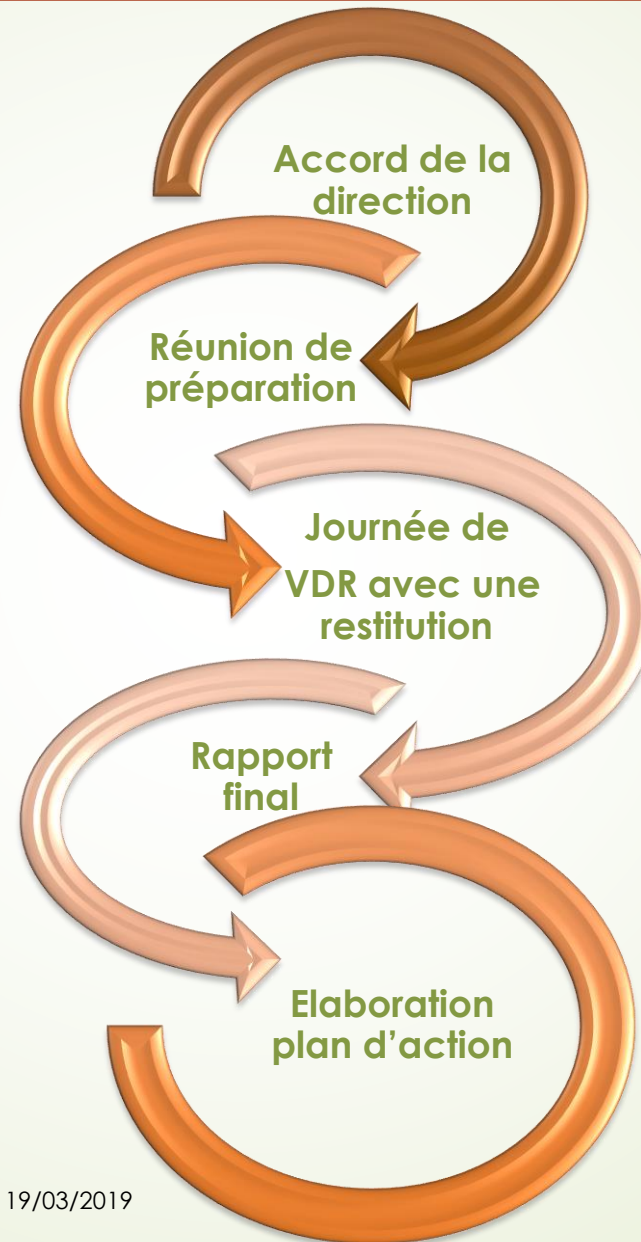 Accord de la
direction
Réunion de
préparation
Journée de
VDR avec une
restitution
Rapport
final
Elaboration
plan d’action
19/03/2019